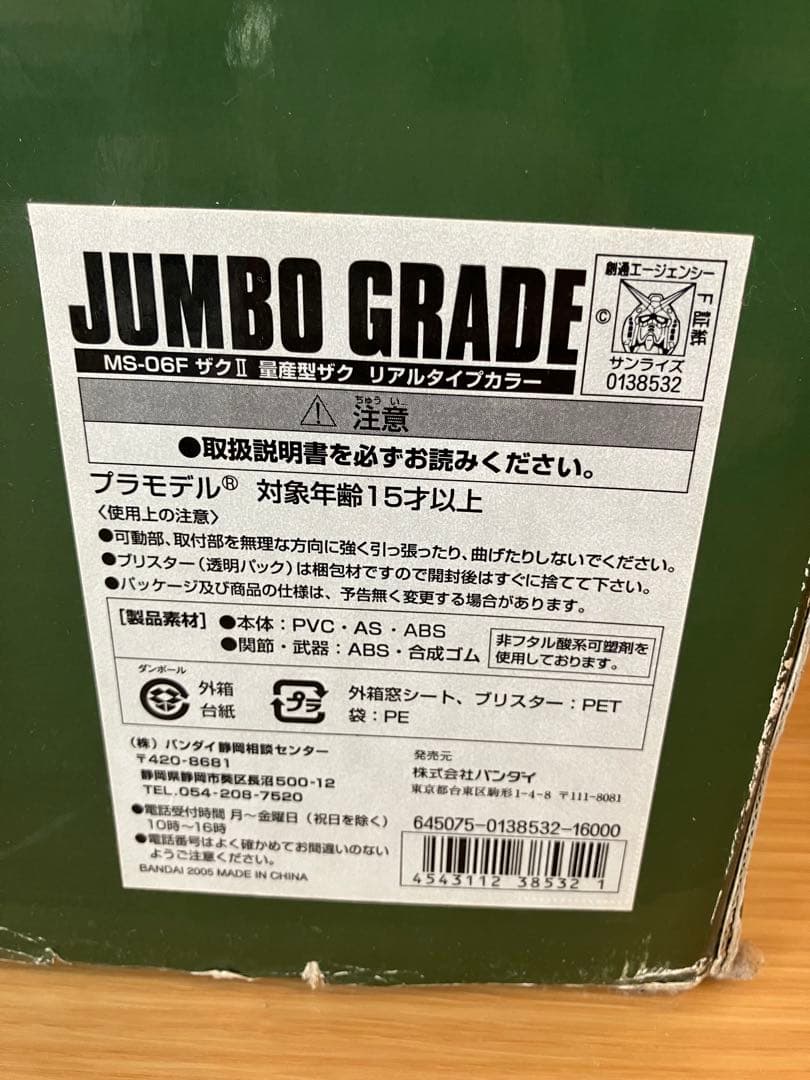 JUMBO GRADE
MS-06F ザクⅡ 量産型ザク リアルタイプカラー
創通エージェンシー
F
証紙
©
サンライズ
0138532
ちゅう い
注意
●取扱説明書を必ずお読みください。
プラモデル® 対象年齢15才以上
〈使用上の注意〉
●可動部、取付部を無理な方向に強く引っ張ったり、曲げたりしないでください。
●ブリスター(透明パック)は梱包材ですので開封後はすぐに捨てて下さい。
●パッケージ及び商品の仕様は、予告無く変更する場合があります。
[製品素材] ●本体：PVC・AS・ABS
●関節・武器：ABS・合成ゴム
非フタル酸系可塑剤を
使用しております。
ダンボール
外箱
台紙
プラ
外箱窓シート、ブリスター：PET
袋：PE
(株)バンダイ静岡相談センター
〒420-8681
静岡県静岡市葵区長沼500-12
TEL.054-208-7520
●電話受付時間 月〜金曜日(祝日を除く)
10時〜16時
●電話番号はよく確かめてお間違いのない
ようご注意ください。
BANDAI 2005 MADE IN CHINA
発売元
株式会社バンダイ
東京都台東区駒形1-4-8 〒111-8081
645075-0138532-16000
4543112 38532 1